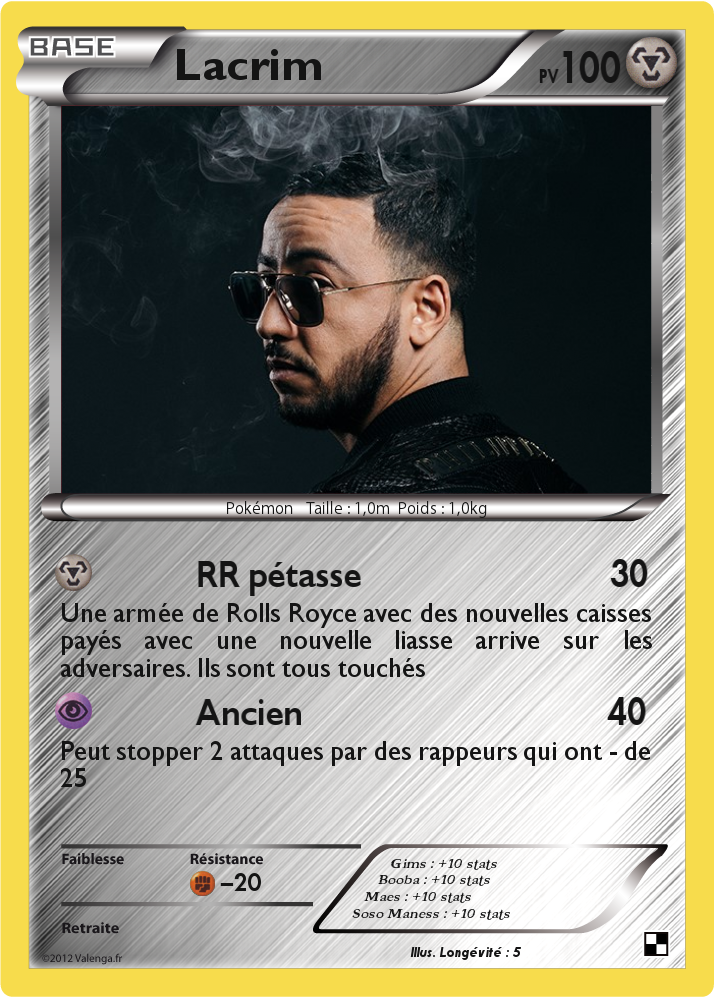 BASE
Lacrim
PV 100
Pokémon Taille : 1,0m Poids : 1,0kg
RR pétasse 30
Une armée de Rolls Royce avec des nouvelles caisses
payés avec une nouvelle liasse arrive sur les
adversaires. Ils sont tous touchés
Ancien 40
Peut stopper 2 attaques par des rappeurs qui ont - de
25
Faiblesse
Résistance
–20
Retraite
Gims : +10 stats
Booba : +10 stats
Maes : +10 stats
Soso Maness : +10 stats
©2012 Valenga.fr
Illus. Longévité : 5